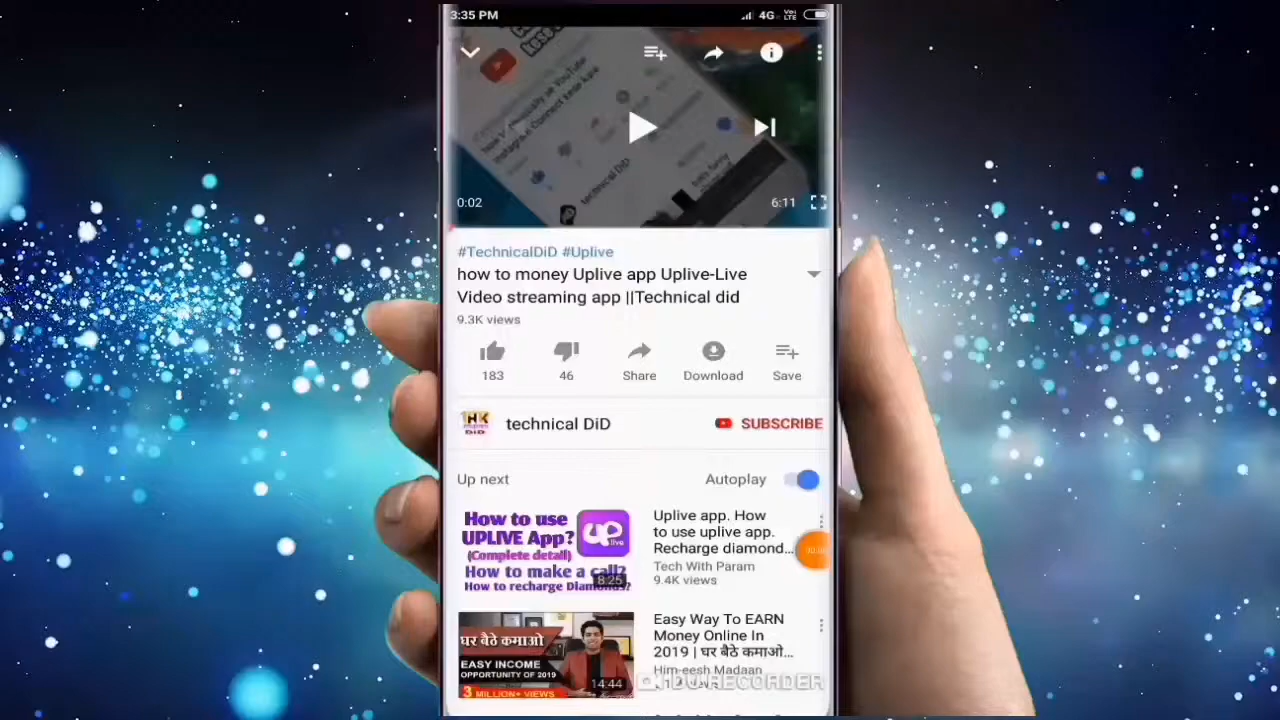 3:35 PM
4G
VoLTE
0:02
6:11
#TechnicalDiD #Uplive
how to money Uplive app Uplive-Live
Video streaming app ||Technical did
9.3K views
183
46
Share
Download
Save
HK
DiD
technical DiD
SUBSCRIBE
Up next
Autoplay
How to use
UPLIVE App?
(Complete detail)
How to make a call?
How to recharge Diamonds?
up
live
8:25
Uplive app. How
to use uplive app.
Recharge diamond...
Tech With Param
9.4K views
घर बैठे कमाओ
EASY INCOME
OPPORTUNITY OF 2019
3 MILLION+ VIEWS
14:44
Easy Way To EARN
Money Online In
2019 | घर बैठे कमाओ...
Him-eesh Madaan
DU RECORDER